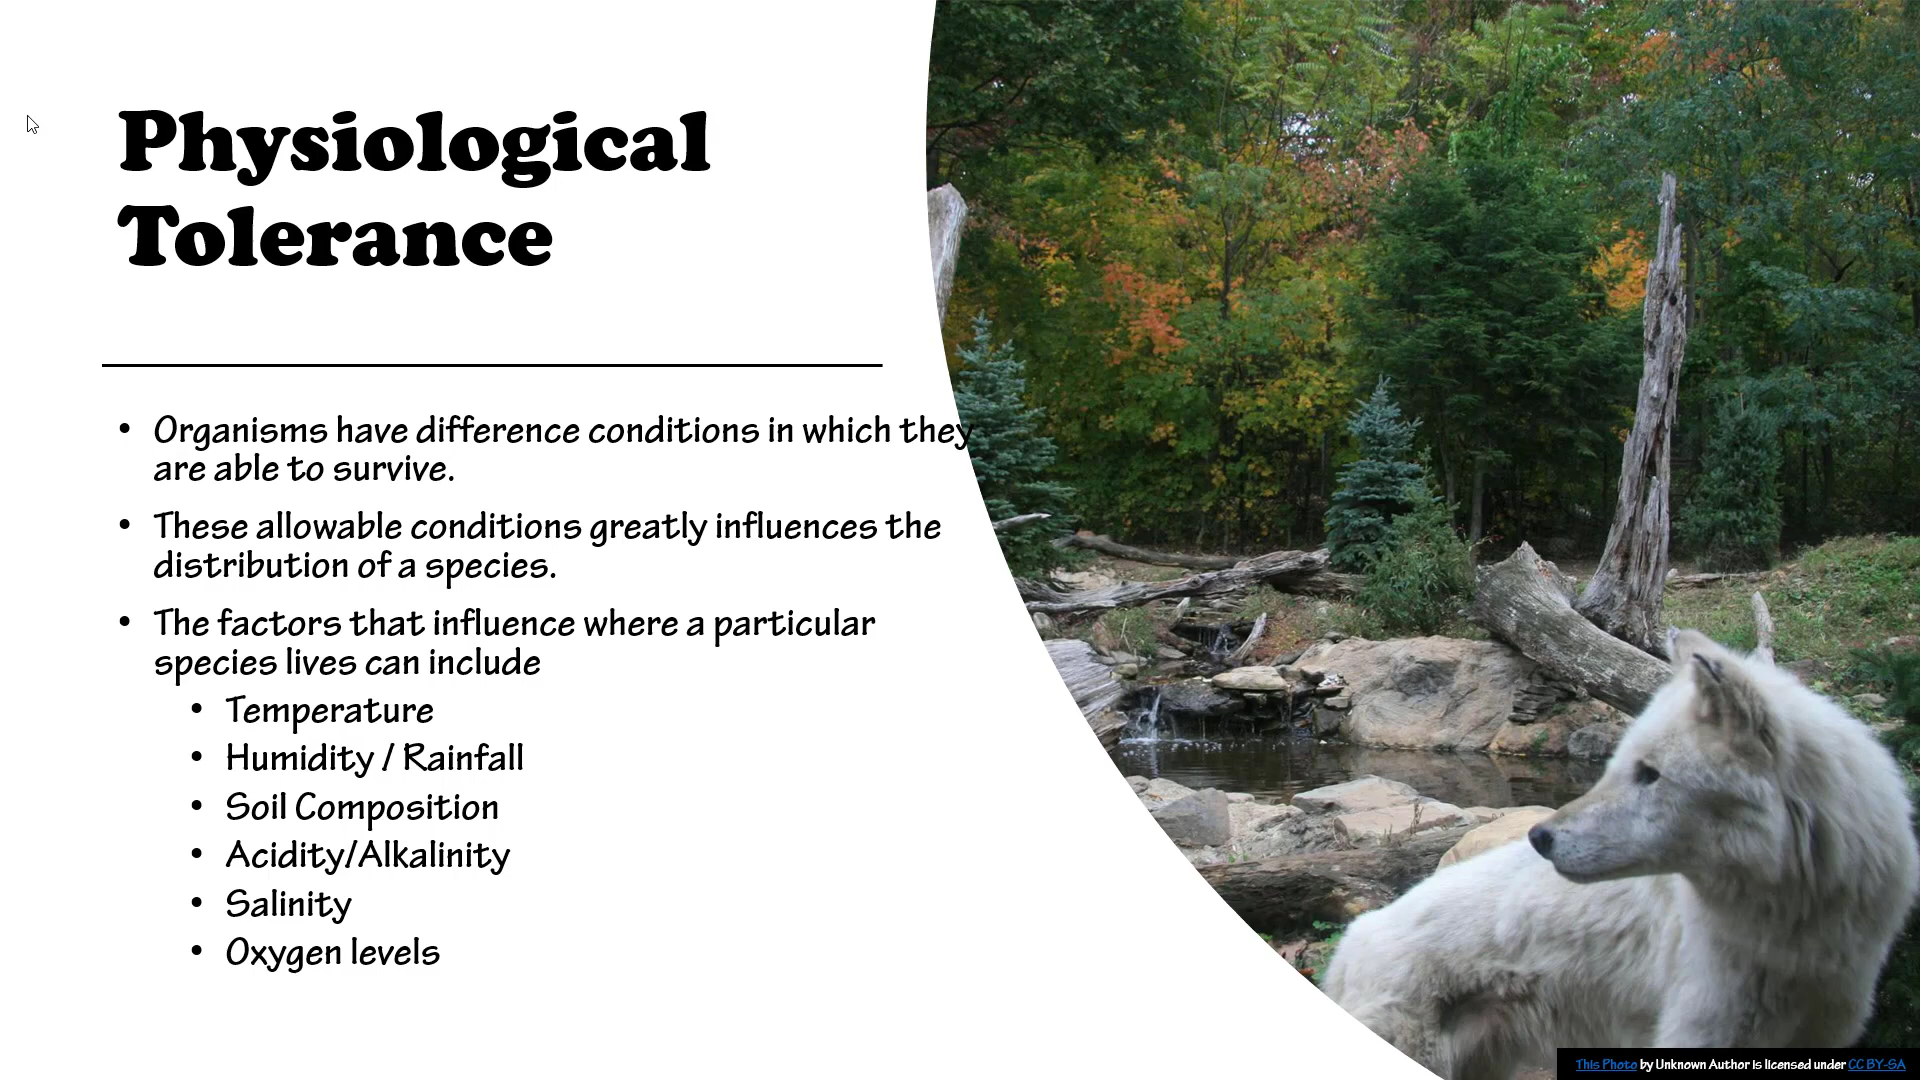 Physiological
Tolerance
• Organisms have difference conditions in which they
are able to survive.
• These allowable conditions greatly influences the
distribution of a species.
• The factors that influence where a particular
species lives can include
• Temperature
• Humidity / Rainfall
• Soil Composition
• Acidity/Alkalinity
• Salinity
• Oxygen levels
This Photo by Unknown Author is licensed under CC BY-SA